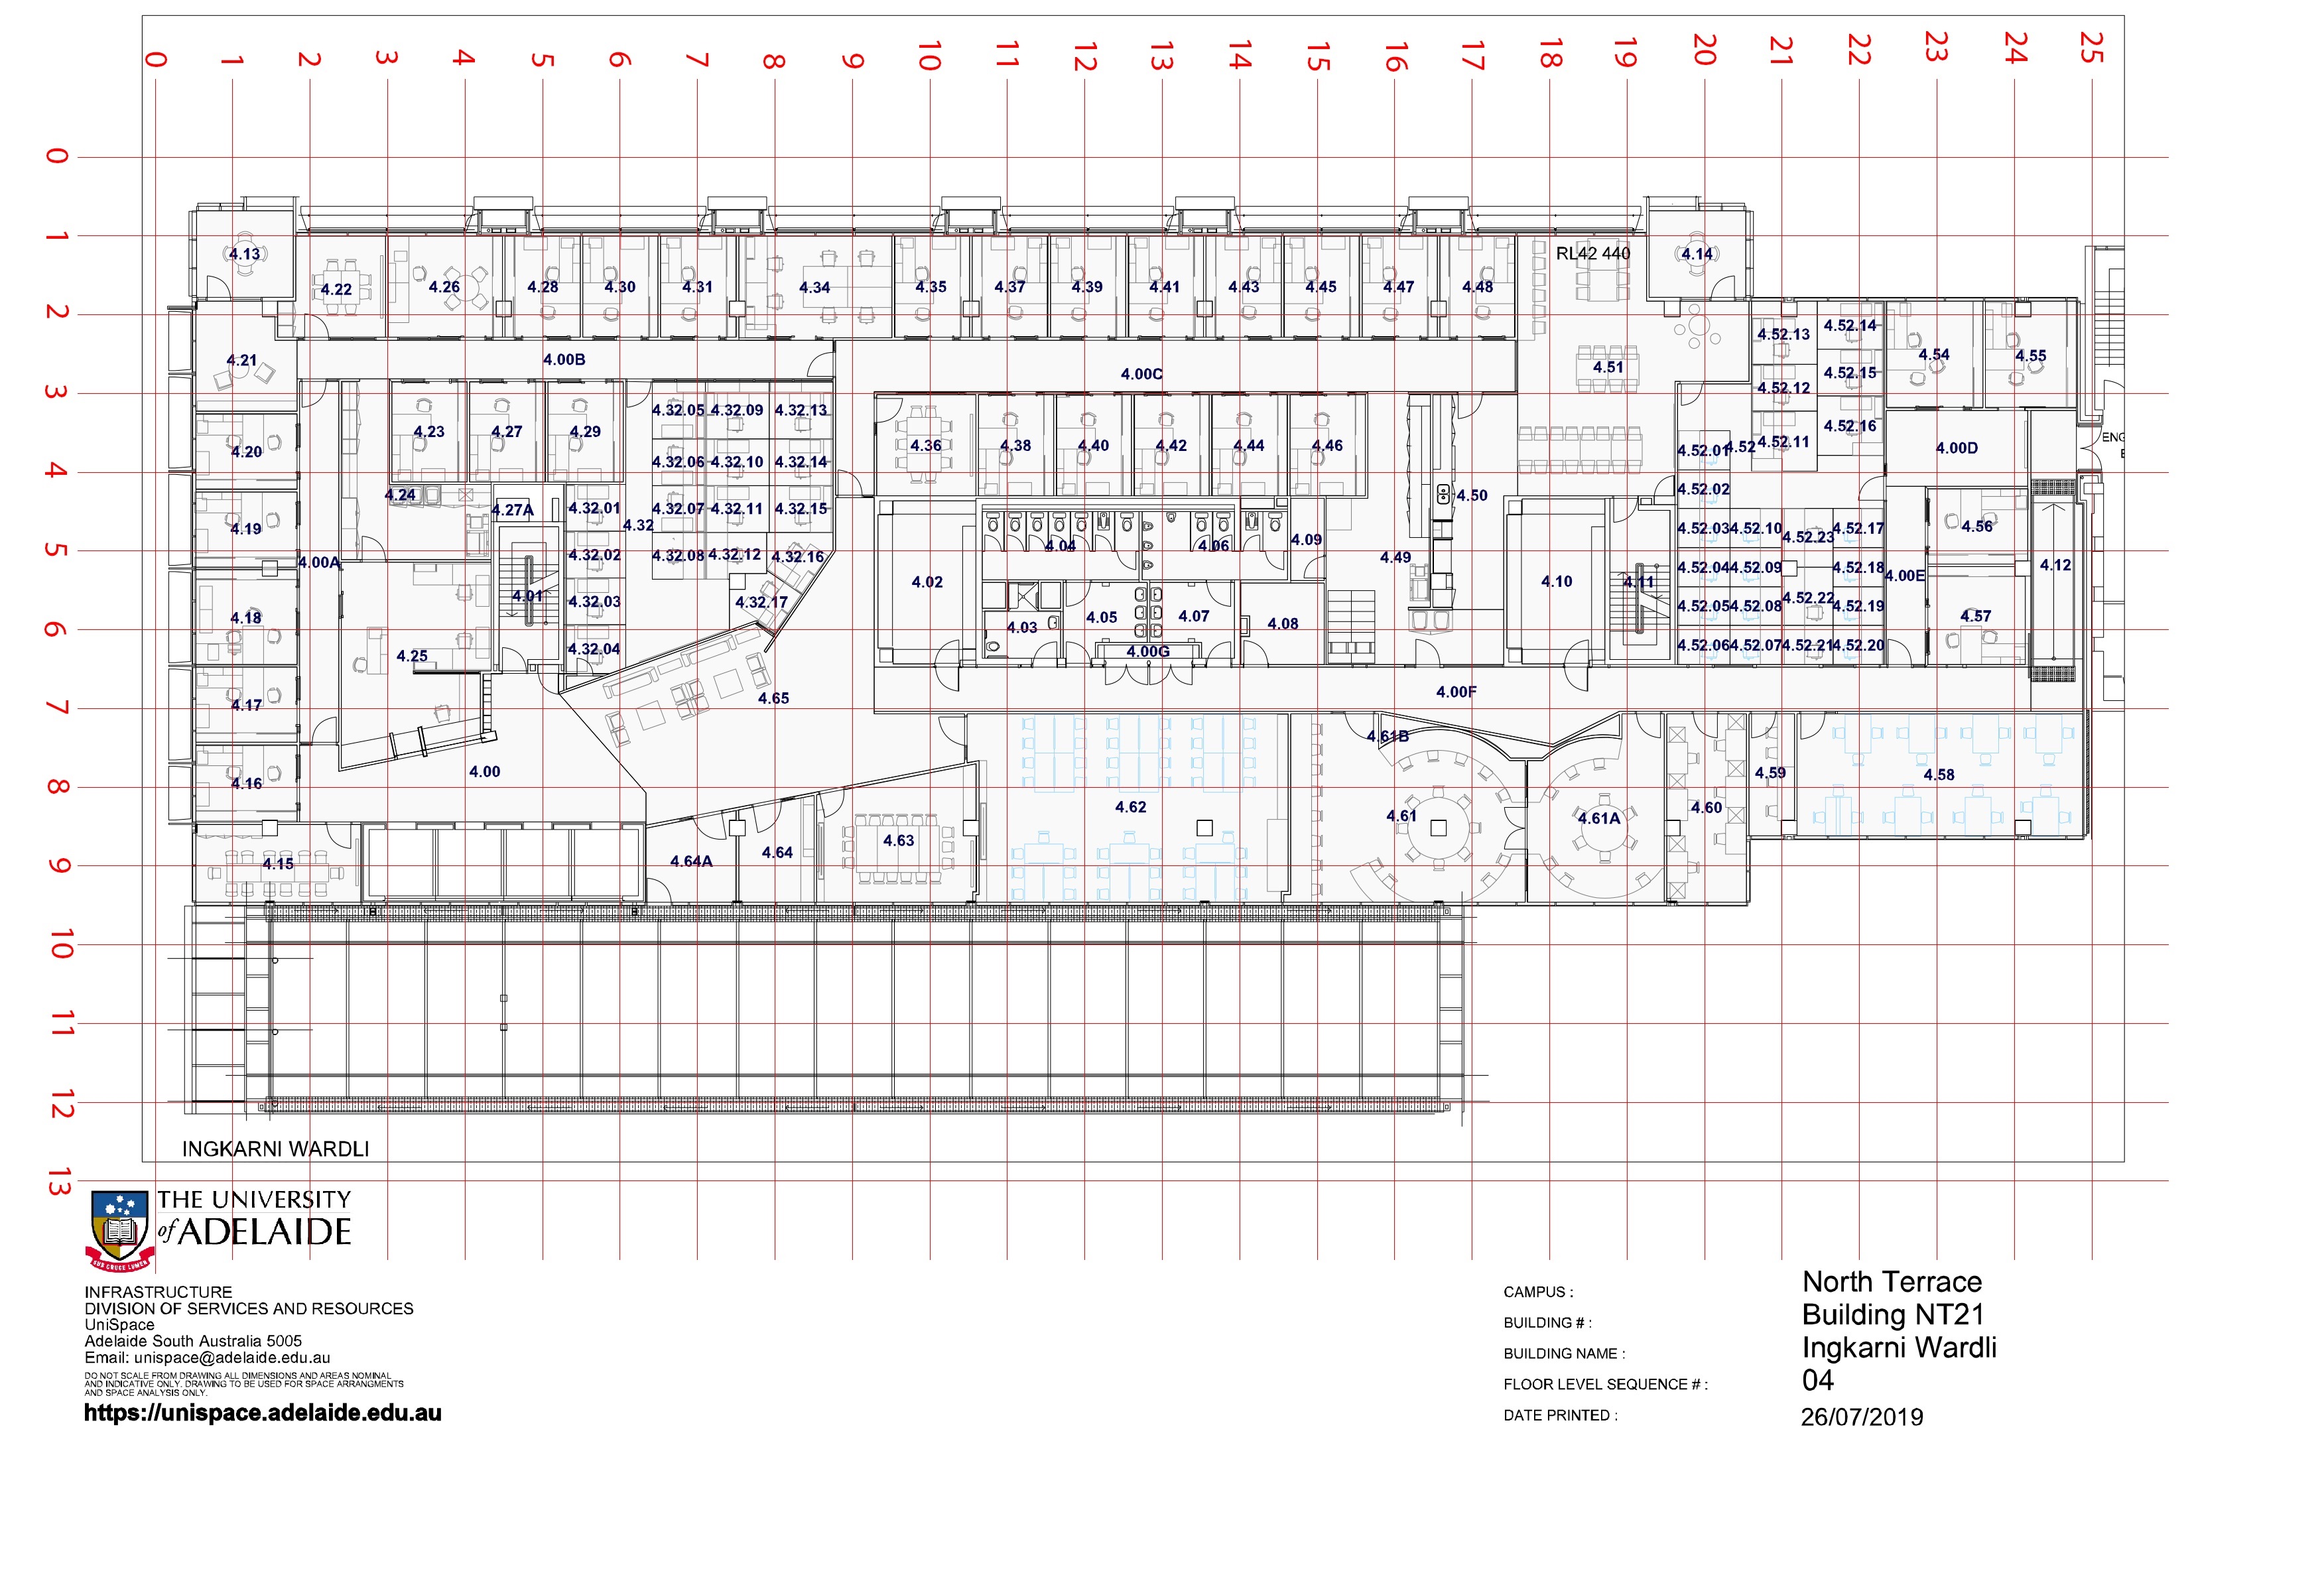 0 1 2 3 4 5 6 7 8 9 10 11 12 13 14 15 16 17 18 19 20 21 22 23 24 25
0
1
2
3
4
5
6
7
8
9
10
11
12
13
4.13 RL42 440 4.14
4.22 4.26 4.28 4.30 4.31 4.34 4.35 4.37 4.39 4.41 4.43 4.45 4.47 4.48
4.52.13 4.52.14
4.21 4.00B 4.00C 4.51 4.52.15 4.54 4.55
4.52.12
4.32.05 4.32.09 4.32.13
4.20 4.23 4.27 4.29 4.36 4.38 4.40 4.42 4.44 4.46 4.52.01 4.52 4.52.11 4.52.16 4.00D ENG
4.32.06 4.32.10 4.32.14
4.24 4.50 4.52.02
4.19 4.27A 4.32.01 4.32 4.32.07 4.32.11 4.32.15 4.52.03 4.52.10 4.52.23 4.52.17 4.56
4.00A 4.32.02 4.32.08 4.32.12 4.32.16 4.04 4.06 4.09 4.49
4.01 4.32.03 4.32.17 4.02 4.10 4.11 4.52.04 4.52.09 4.52.22 4.52.18 4.00E 4.12
4.18 4.03 4.05 4.07 4.08 4.52.05 4.52.08 4.52.19 4.57
4.25 4.32.04 4.00G 4.52.06 4.52.07 4.52.21 4.52.20
4.17 4.65 4.00F
4.61B
4.16 4.00 4.59 4.58
4.62 4.61 4.61A 4.60
4.15 4.64A 4.64 4.63
INGKARNI WARDLI
THE UNIVERSITY
of ADELAIDE
SUB CRUCE LUMEN
INFRASTRUCTURE
DIVISION OF SERVICES AND RESOURCES
UniSpace
Adelaide South Australia 5005
Email: unispace@adelaide.edu.au
DO NOT SCALE FROM DRAWING ALL DIMENSIONS AND AREAS NOMINAL
AND INDICATIVE ONLY. DRAWING TO BE USED FOR SPACE ARRANGMENTS
AND SPACE ANALYSIS ONLY.
https://unispace.adelaide.edu.au
CAMPUS : North Terrace
BUILDING # : Building NT21
BUILDING NAME : Ingkarni Wardli
FLOOR LEVEL SEQUENCE # : 04
DATE PRINTED : 26/07/2019